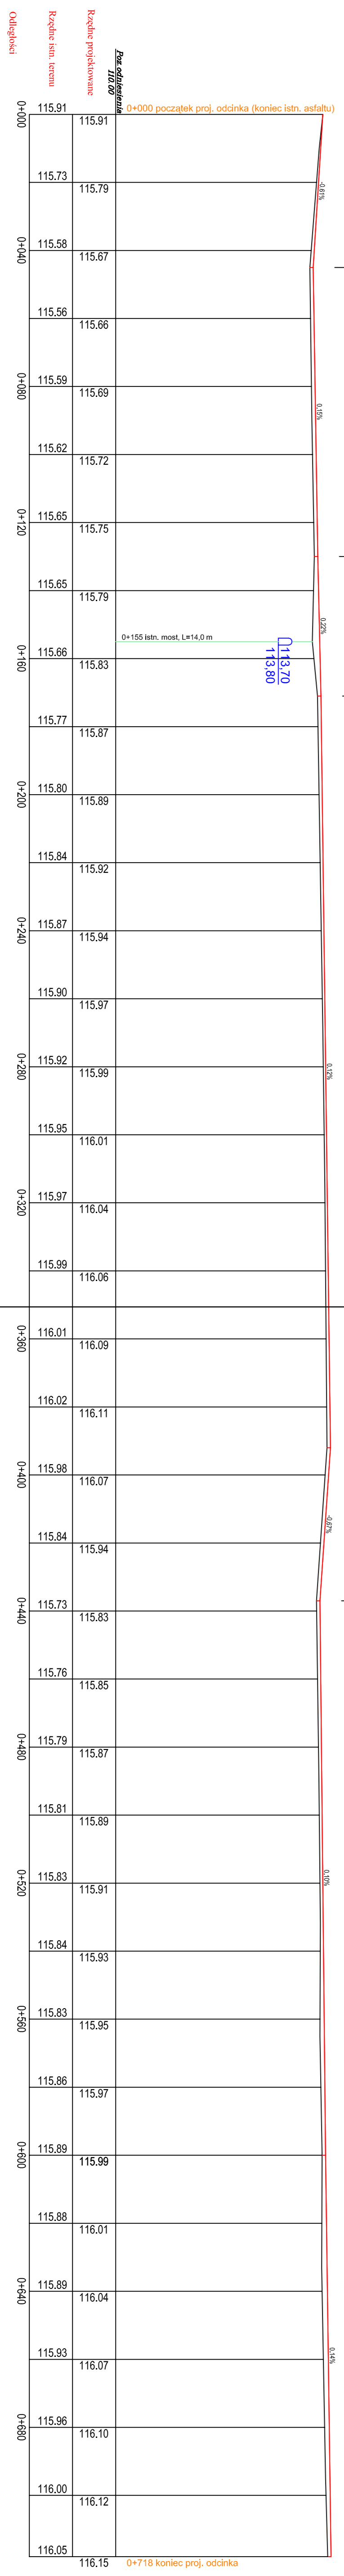 Odległości
Rzędne istn. terenu
Rzędne projektowane
Poz. odniesienia
110.00
0+000 115.91 115.91 0+000 początek proj. odcinka (koniec istn. asfaltu)
115.73 115.79 -0,61%
0+040 115.58 115.67
115.56 115.66
0+080 115.59 115.69 0,15%
115.62 115.72
0+120 115.65 115.75
115.65 115.79 0,22%
0+155 istn. most, L=14,0 m
113,70
113,80
0+160 115.66 115.83
115.77 115.87
0+200 115.80 115.89
115.84 115.92
0+240 115.87 115.94
115.90 115.97
0+280 115.92 115.99 0,12%
115.95 116.01
0+320 115.97 116.04
115.99 116.06
0+360 116.01 116.09
116.02 116.11
0+400 115.98 116.07
-0,67%
115.84 115.94
0+440 115.73 115.83
115.76 115.85
0+480 115.79 115.87
115.81 115.89
0+520 115.83 115.91 0,10%
115.84 115.93
0+560 115.83 115.95
115.86 115.97
0+600 115.89 115.99
115.88 116.01
0+640 115.89 116.04
115.93 116.07 0,14%
0+680 115.96 116.10
116.00 116.12
116.05 116.15 0+718 koniec proj. odcinka